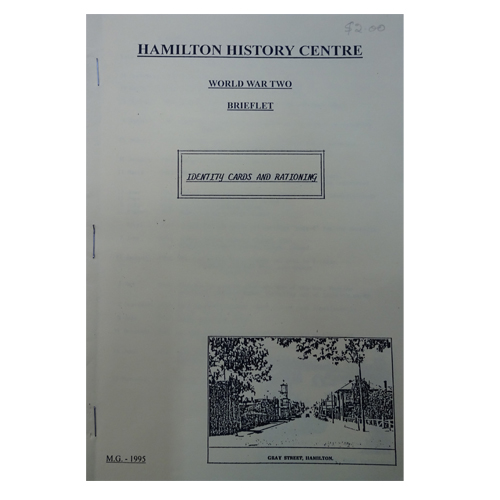 $2.00
HAMILTON HISTORY CENTRE
WORLD WAR TWO
BRIEFLET
IDENTITY CARDS AND RATIONING
GRAY STREET, HAMILTON.
M.G. - 1995